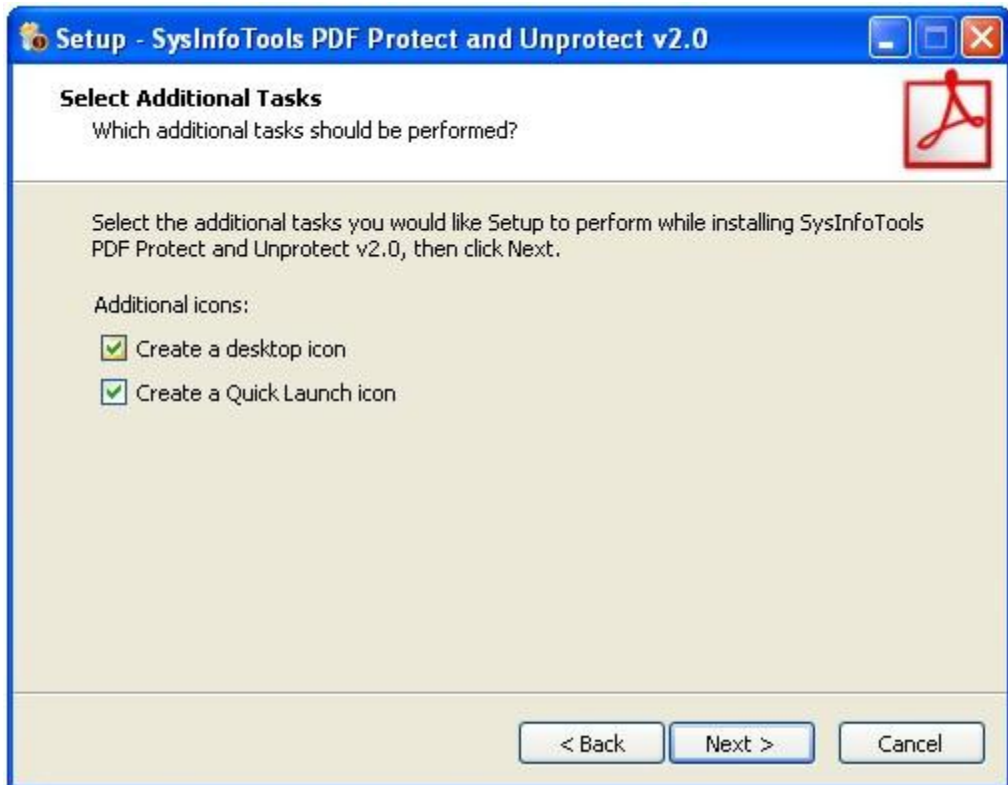 Setup - SysInfoTools PDF Protect and Unprotect v2.0
Select Additional Tasks
Which additional tasks should be performed?
Select the additional tasks you would like Setup to perform while installing SysInfoTools
PDF Protect and Unprotect v2.0, then click Next.
Additional icons:
Create a desktop icon
Create a Quick Launch icon
< Back Next > Cancel